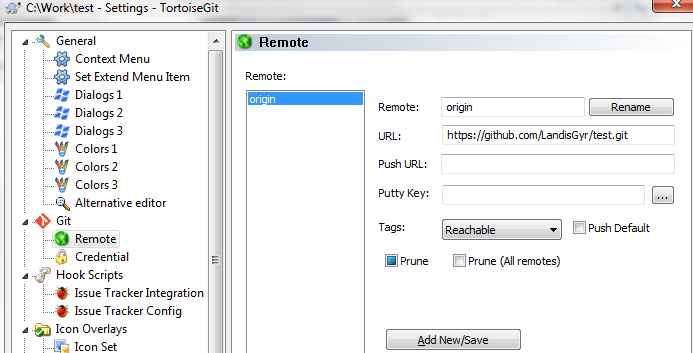 C:\Work\test - Settings - TortoiseGit
General
Context Menu
Set Extend Menu Item
Dialogs 1
Dialogs 2
Dialogs 3
Colors 1
Colors 2
Colors 3
Alternative editor
Git
Remote
Credential
Hook Scripts
Issue Tracker Integration
Issue Tracker Config
Icon Overlays
Icon Set
Remote
Remote:
origin
Remote: origin Rename
URL: https://github.com/LandisGyr/test.git
Push URL:
Putty Key: ...
Tags: Reachable Push Default
Prune Prune (All remotes)
Add New/Save